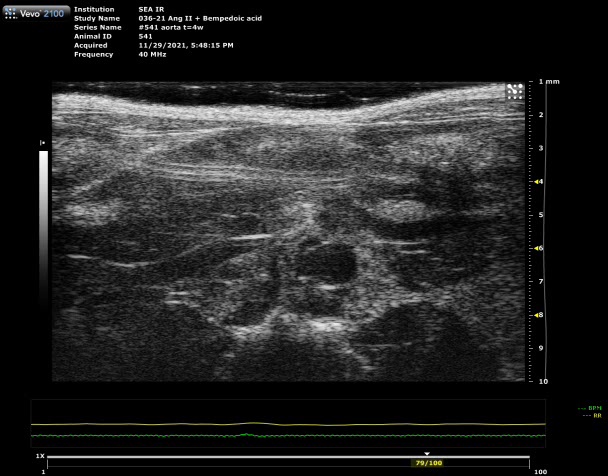 Vevo 2100
Institution SEA IR
Study Name 036-21 Ang II + Bempedoic acid
Series Name #541 aorta t=4w
Animal ID 541
Acquired 11/29/2021, 5:48:15 PM
Frequency 40 MHz
1 mm
2
3
4
5
6
7
8
9
10
BPM
RR
1X
79/100
1
100